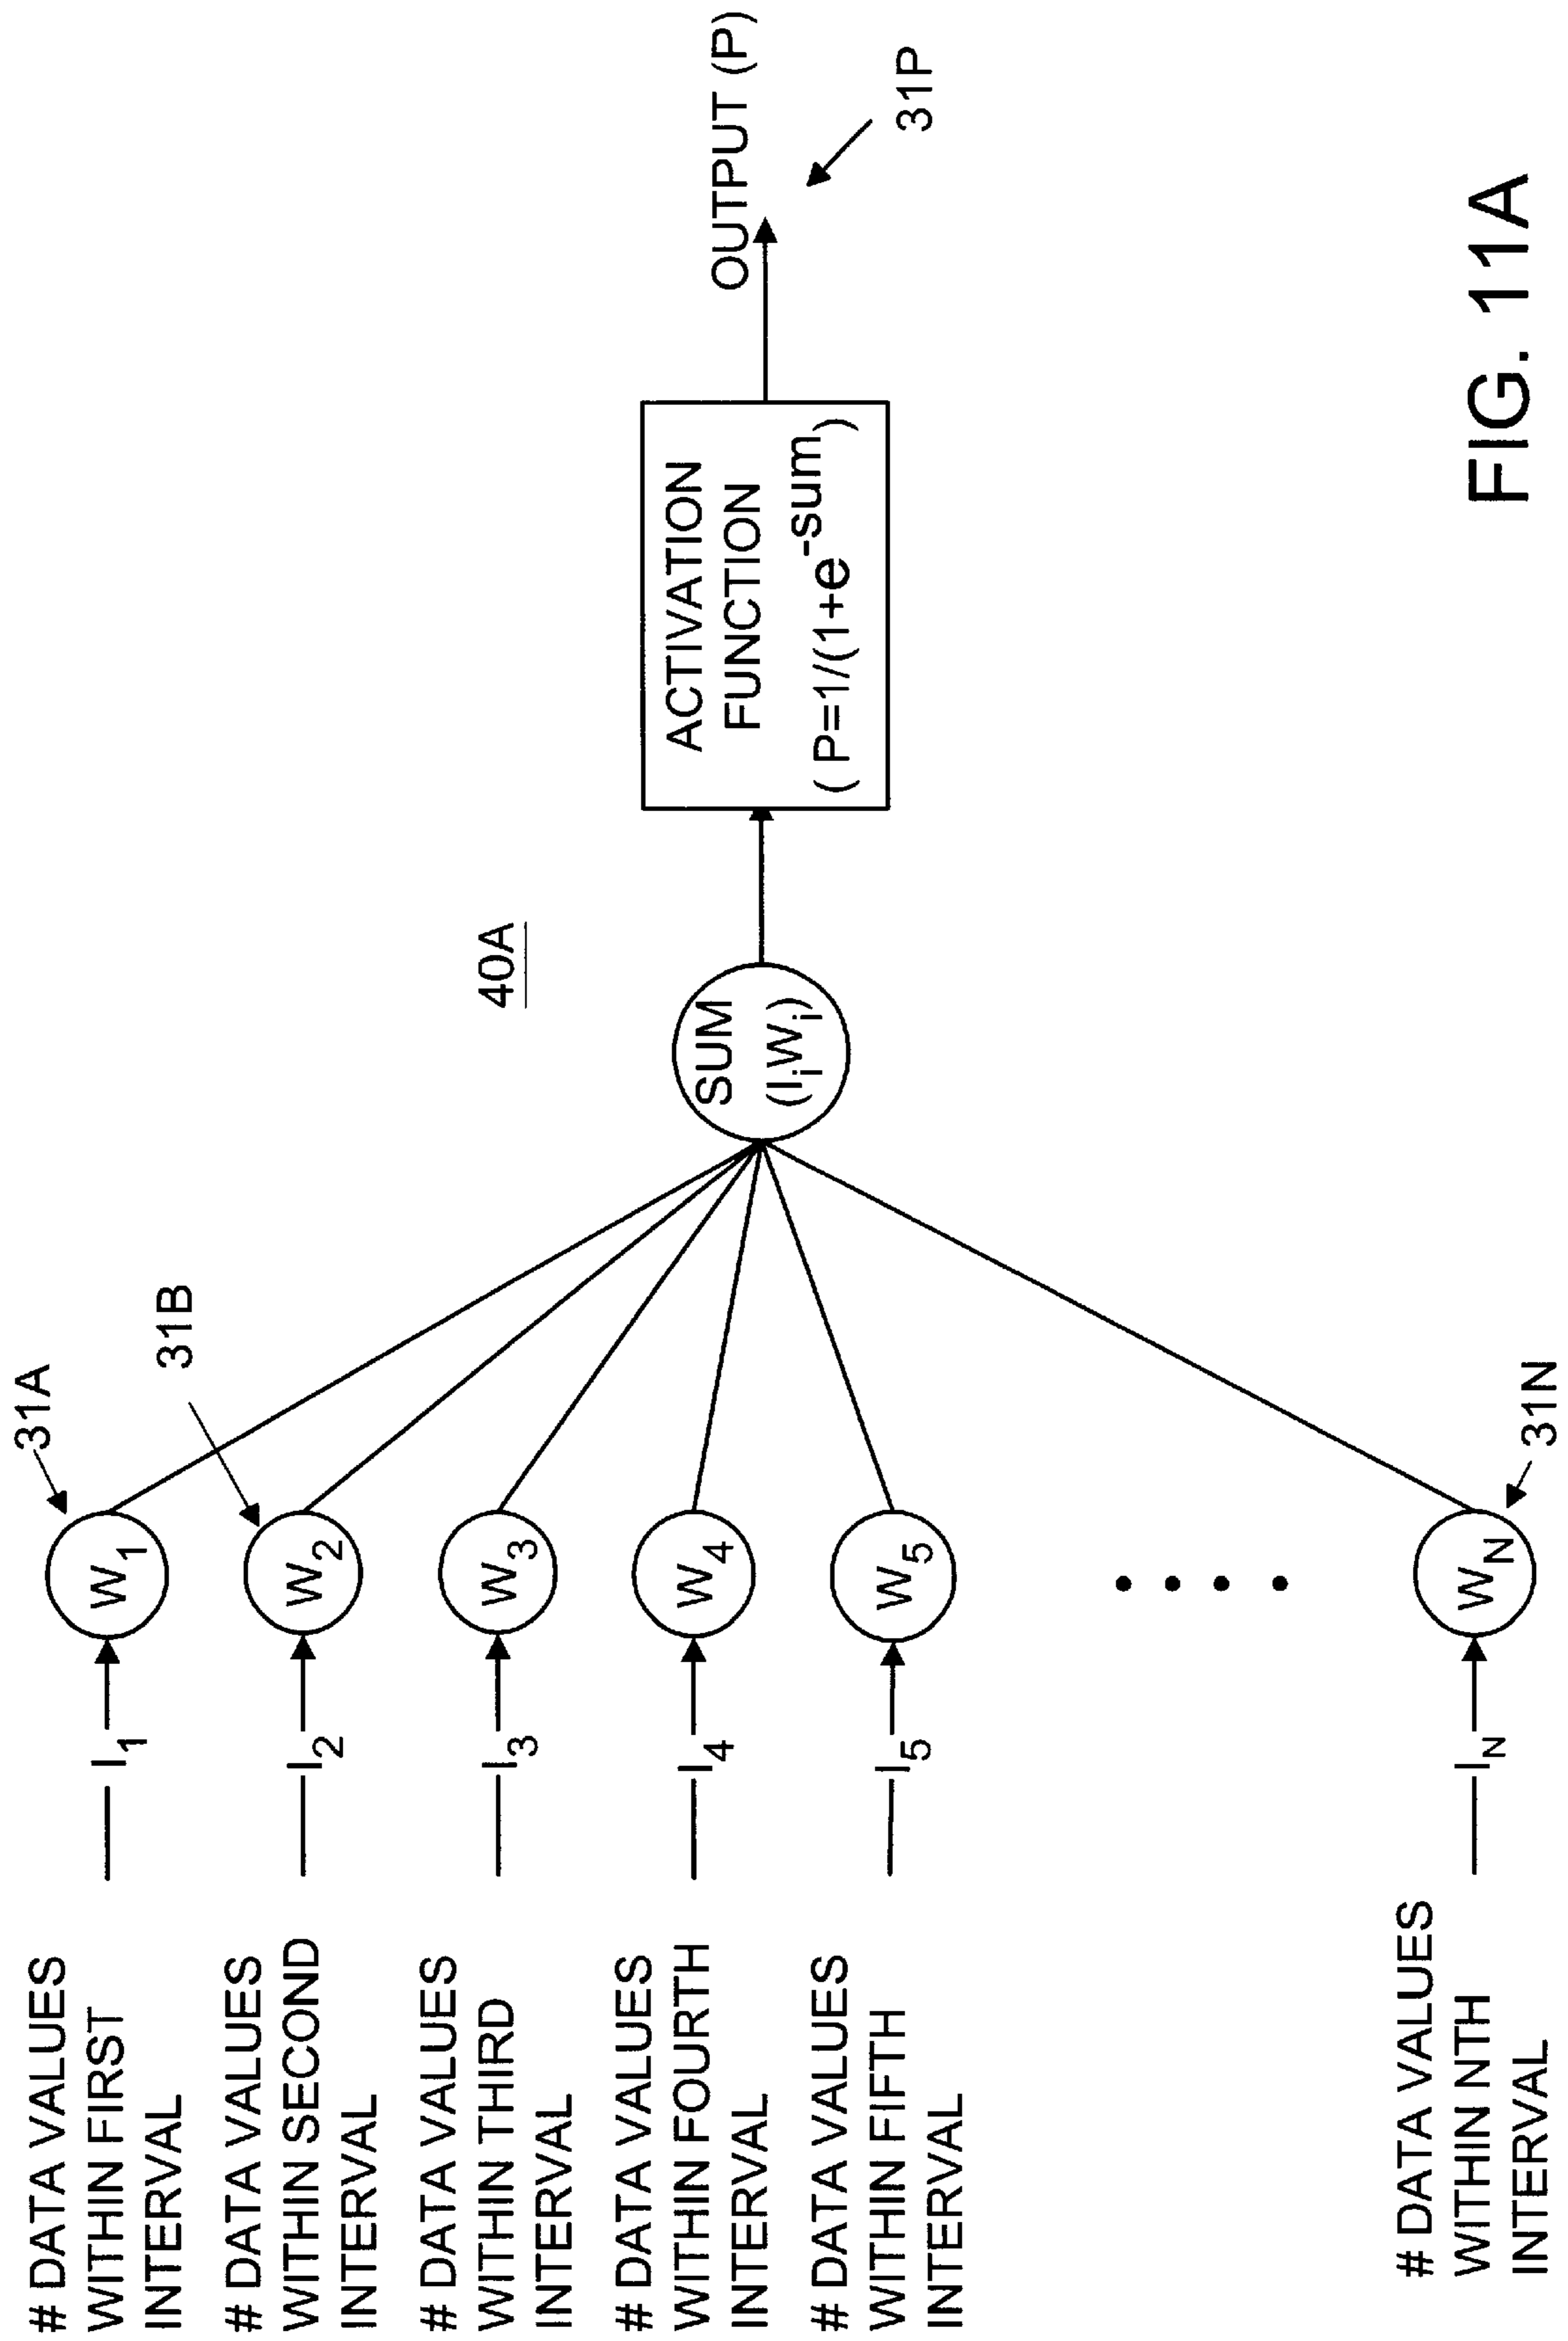 # DATA VALUES
WITHIN FIRST
INTERVAL
I1
W1
31A
# DATA VALUES
WITHIN SECOND
INTERVAL
I2
W2
31B
# DATA VALUES
WITHIN THIRD
INTERVAL
I3
W3
# DATA VALUES
WITHIN FOURTH
INTERVAL
I4
W4
# DATA VALUES
WITHIN FIFTH
INTERVAL
I5
W5
# DATA VALUES
WITHIN NTH
INTERVAL
IN
WN
31N
40A
SUM
(IiWi)
ACTIVATION
FUNCTION
( P=1/(1+e-sum)
OUTPUT (P)
31P
FIG. 11A